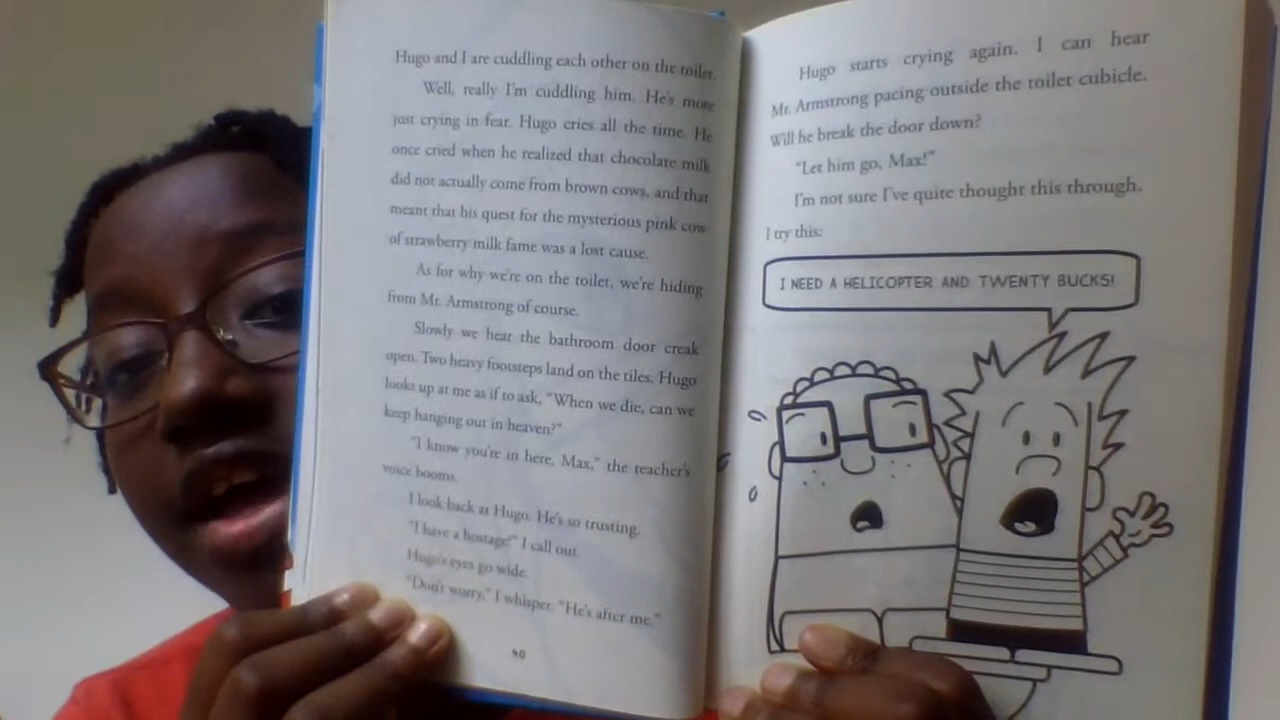 Hugo and I are cuddling each other on the toilet.
Well, really I'm cuddling him. He's more
just crying in fear. Hugo cries all the time. He
once cried when he realized that chocolate milk
did not actually come from brown cows, and that
meant that his quest for the mysterious pink cow
of strawberry milk fame was a lost cause.
As for why we're on the toilet, we're hiding
from Mr. Armstrong of course.
Slowly we hear the bathroom door creak
open. Two heavy footsteps land on the tiles. Hugo
looks up at me as if to ask, "When we die, can we
keep hanging out in heaven?"
"I know you're in here, Max," the teacher's
voice booms.
I look back at Hugo. He's so trusting.
"I have a hostage!" I call out.
Hugo's eyes go wide.
"Don't worry," I whisper. "He's after me."
40
Hugo starts crying again. I can hear
Mr. Armstrong pacing outside the toilet cubicle.
Will he break the door down?
"Let him go, Max!"
I'm not sure I've quite thought this through.
I try this:
I NEED A HELICOPTER AND TWENTY BUCKS!